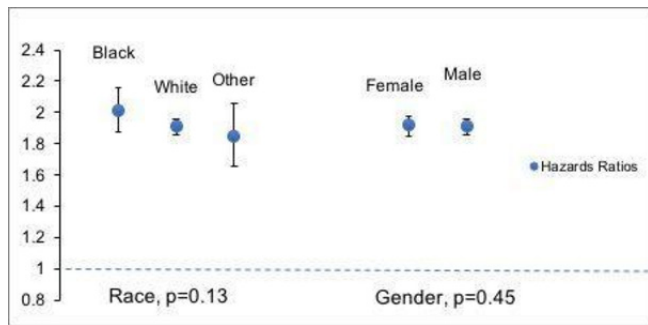 2.4
Black
2.2
White
Other
Female
Male
2
1.8
Hazards Ratios
1.6
1.4
1.2
1
0.8
Race, p=0.13
Gender, p=0.45